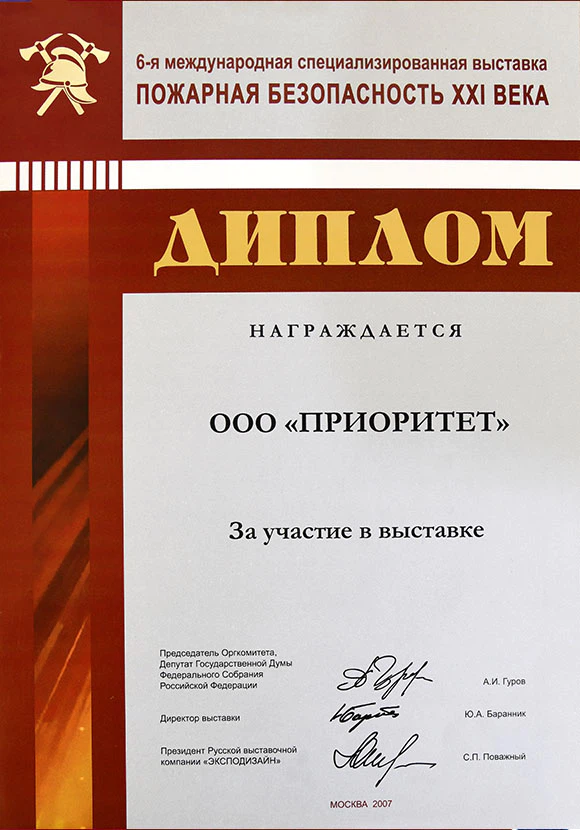 6-я международная специализированная выставка
ПОЖАРНАЯ БЕЗОПАСНОСТЬ XXI ВЕКА
ДИПЛОМ
НАГРАЖДАЕТСЯ
ООО «ПРИОРИТЕТ»
За участие в выставке
Председатель Оргкомитета,
Депутат Государственной Думы
Федерального Собрания
Российской Федерации
А.И. Гуров
Директор выставки
Ю.А. Баранник
Президент Русской выставочной
компании «ЭКСПОДИЗАЙН»
С.П. Поважный
МОСКВА 2007